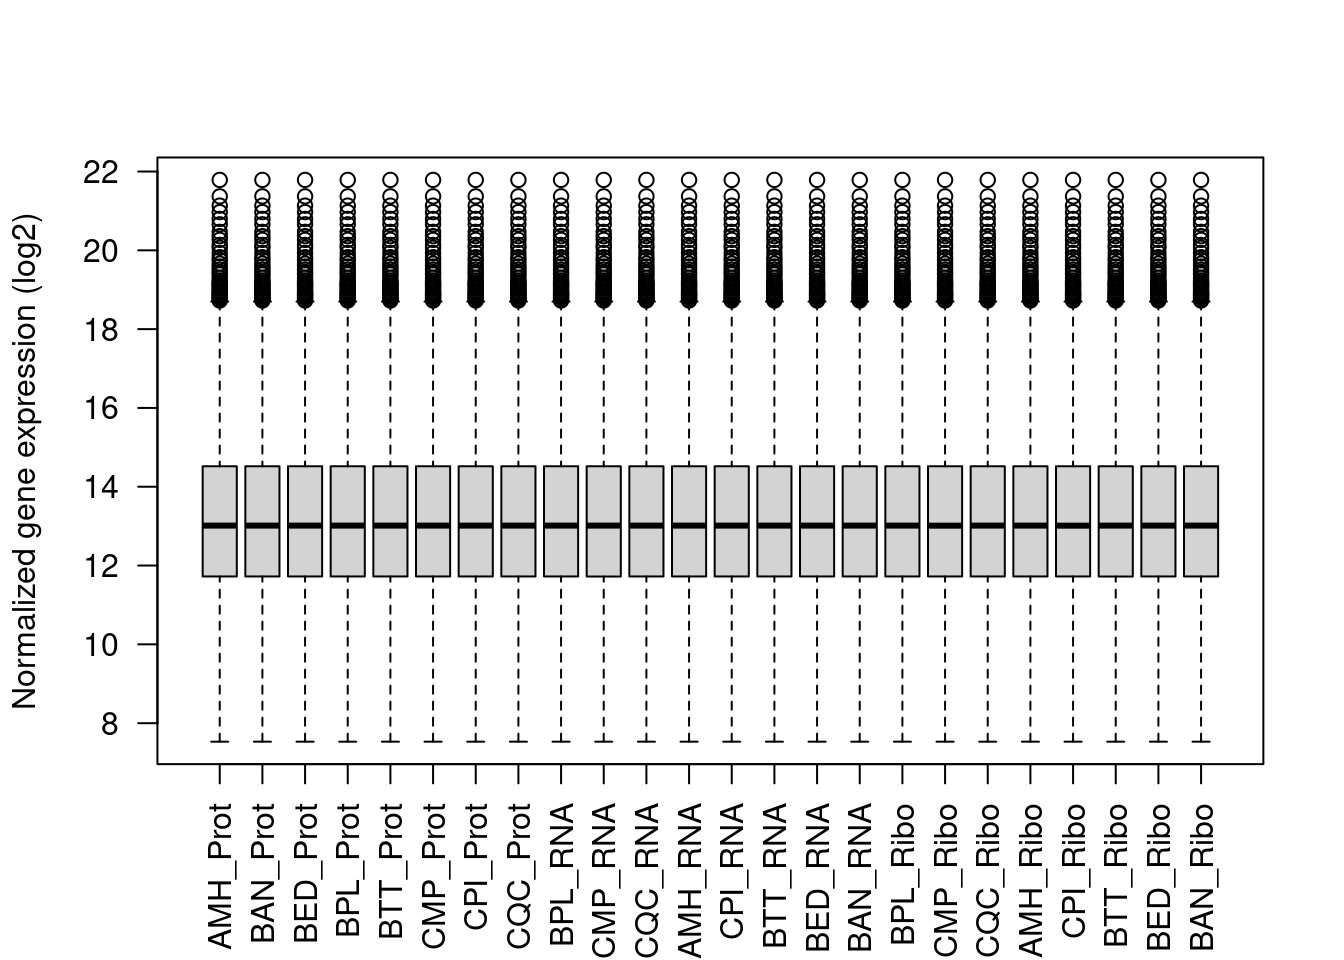 Normalized gene expression (log2)
22
20
18
16
14
12
10
8
AMH_Prot
BAN_Prot
BED_Prot
BPL_Prot
BTT_Prot
CMP_Prot
CPI_Prot
CQC_Prot
BPL_RNA
CMP_RNA
CQC_RNA
AMH_RNA
CPI_RNA
BTT_RNA
BED_RNA
BAN_RNA
BPL_Ribo
CMP_Ribo
CQC_Ribo
AMH_Ribo
CPI_Ribo
BTT_Ribo
BED_Ribo
BAN_Ribo